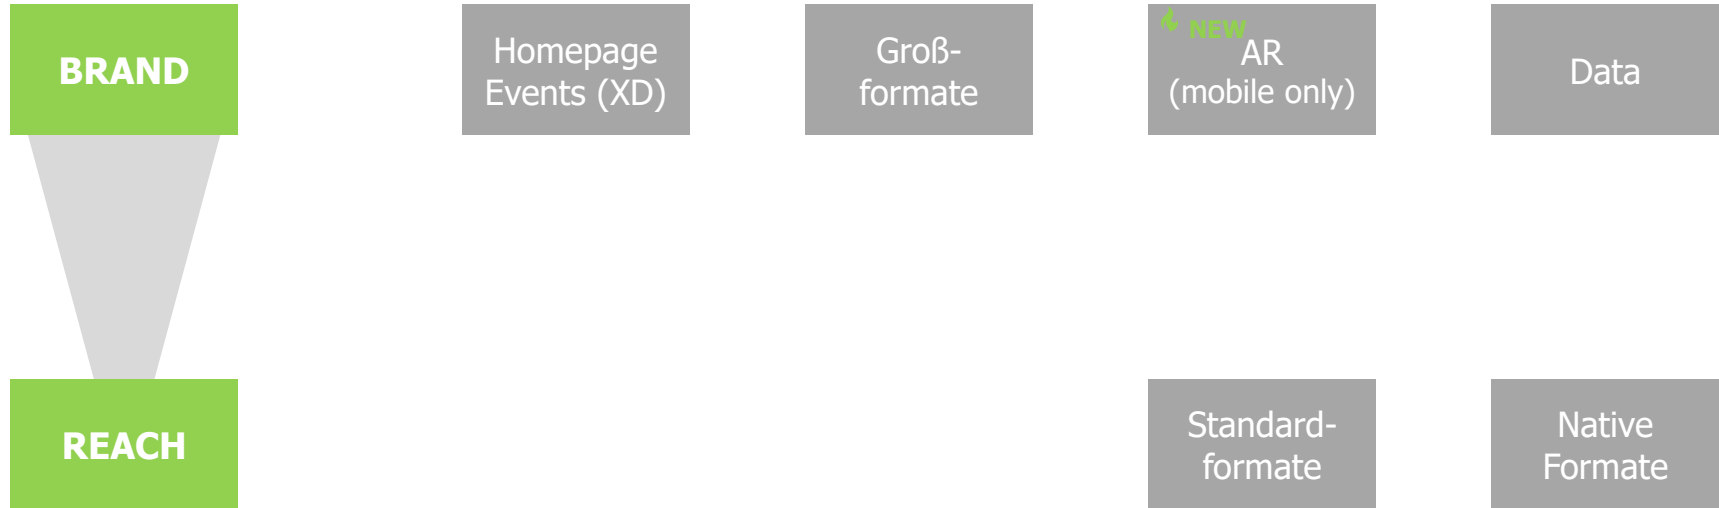 BRAND
Homepage
Events (XD)
Groß-
formate
NEW
AR
(mobile only)
Data
REACH
Standard-
formate
Native
Formate